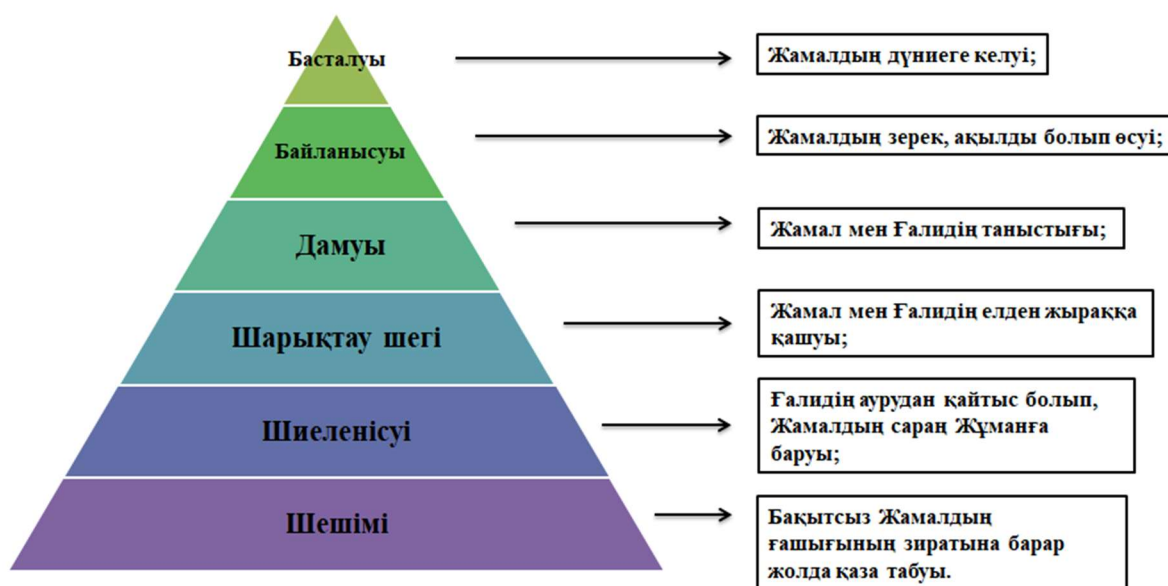 Басталуы
Жамалдың дүниеге келуі;
Байланысуы
Жамалдың зерек, ақылды болып өсуі;
Дамуы
Жамал мен Ғалидің таныстығы;
Шарықтау шегі
Жамал мен Ғалидің елден жыраққа
қашуы;
Шиеленісуі
Ғалидің аурудан қайтыс болып,
Жамалдың сараң Жұманға
баруы;
Шешімі
Бақытсыз Жамалдың
ғашығының зиратына барар
жолда қаза табуы.